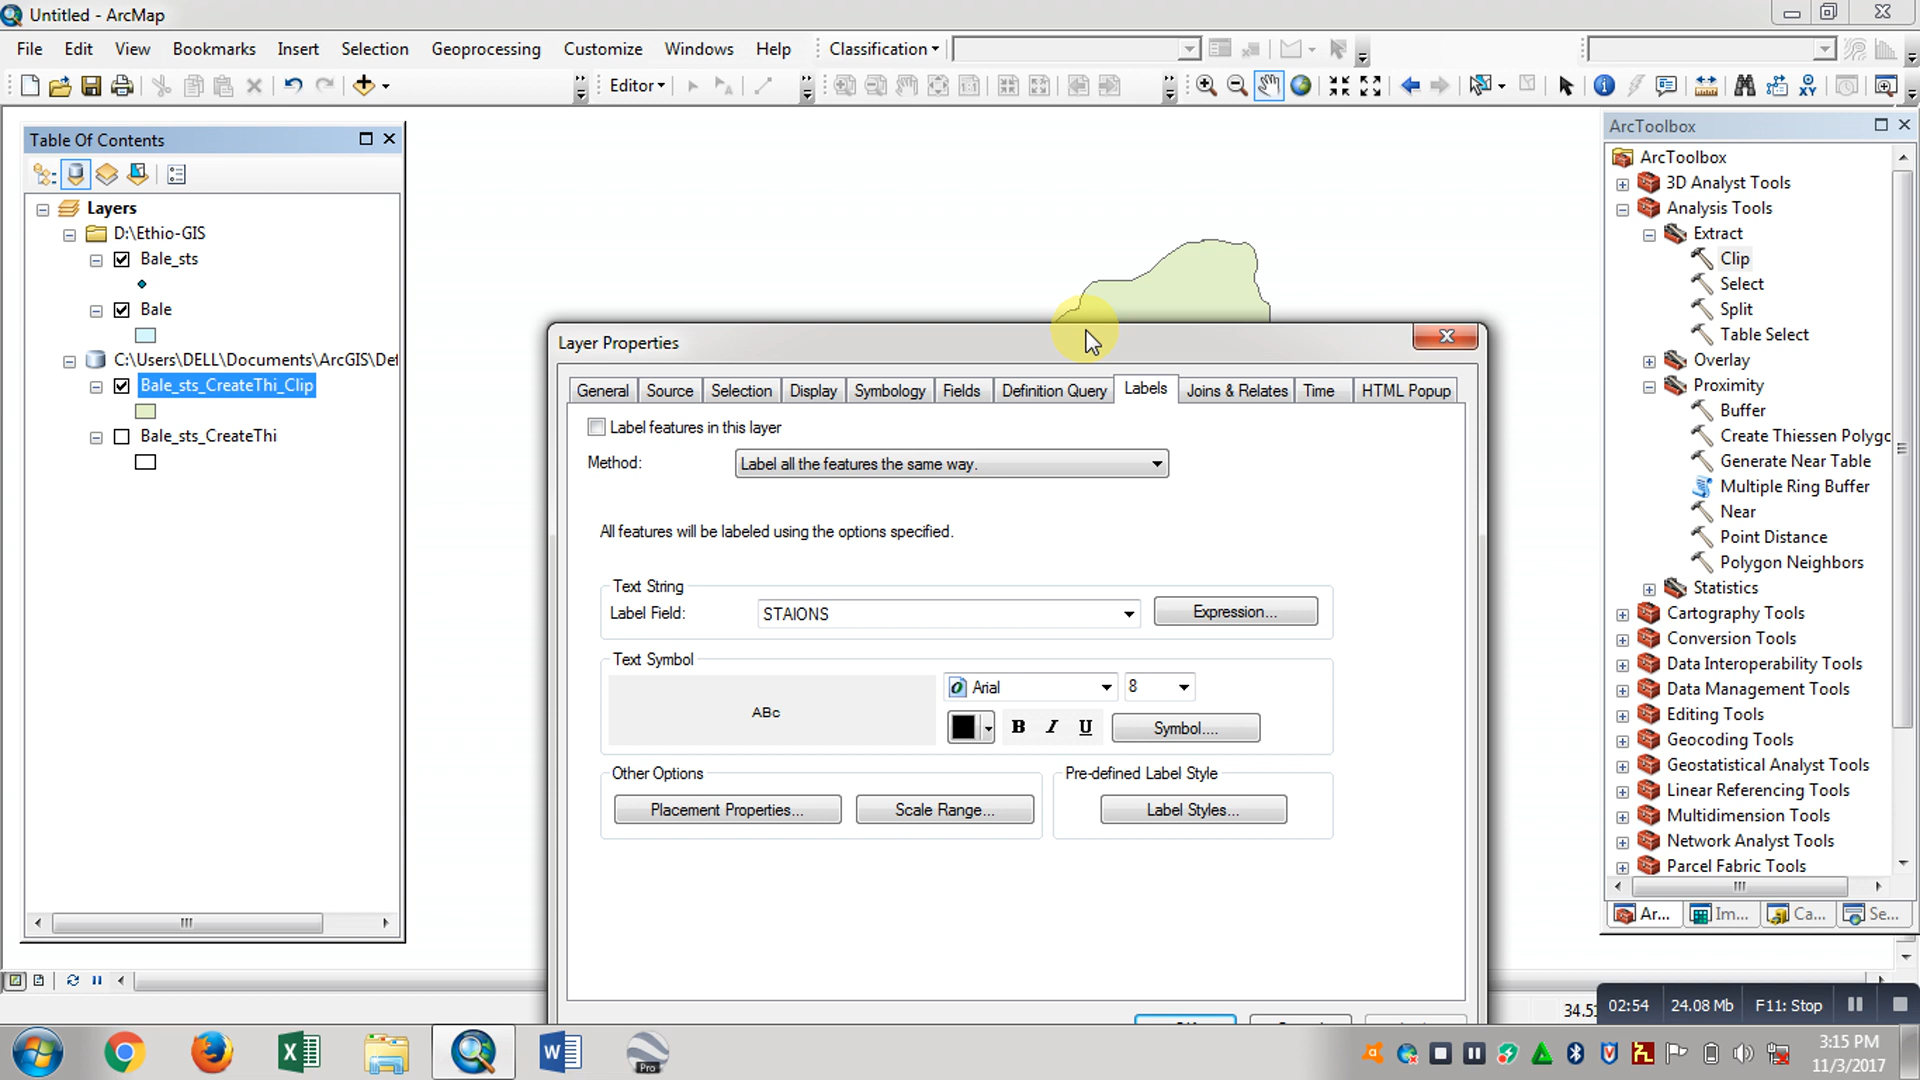 Untitled - ArcMap
File Edit View Bookmarks Insert Selection Geoprocessing Customize Windows Help Classification
Editor
Table Of Contents
Layers
D:\Ethio-GIS
Bale_sts
Bale
C:\Users\DELL\Documents\ArcGIS\Def
Bale_sts_CreateThi_Clip
Bale_sts_CreateThi
Layer Properties
General Source Selection Display Symbology Fields Definition Query Labels Joins & Relates Time HTML Popup
Label features in this layer
Method: Label all the features the same way.
All features will be labeled using the options specified.
Text String
Label Field: STAIONS Expression...
Text Symbol
ABc
Arial 8
B I U Symbol....
Other Options
Placement Properties... Scale Range...
Pre-defined Label Style
Label Styles...
ArcToolbox
ArcToolbox
3D Analyst Tools
Analysis Tools
Extract
Clip
Select
Split
Table Select
Overlay
Proximity
Buffer
Create Thiessen Polygo
Generate Near Table
Multiple Ring Buffer
Near
Point Distance
Polygon Neighbors
Statistics
Cartography Tools
Conversion Tools
Data Interoperability Tools
Data Management Tools
Editing Tools
Geocoding Tools
Geostatistical Analyst Tools
Linear Referencing Tools
Multidimension Tools
Network Analyst Tools
Parcel Fabric Tools
Ar... Im... Ca... Se...
02:54 24.08 Mb F11: Stop
Pro
3:15 PM
11/3/2017